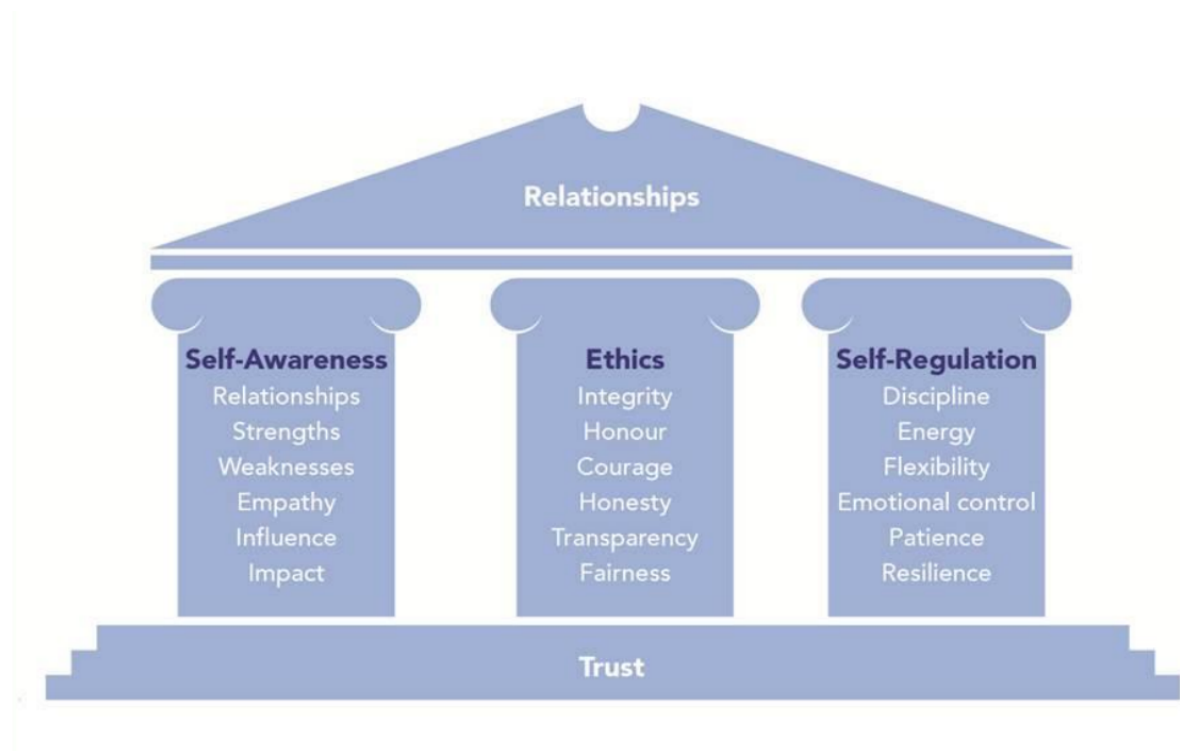 Relationships
Self-Awareness
Relationships
Strengths
Weaknesses
Empathy
Influence
Impact
Ethics
Integrity
Honour
Courage
Honesty
Transparency
Fairness
Self-Regulation
Discipline
Energy
Flexibility
Emotional control
Patience
Resilience
Trust